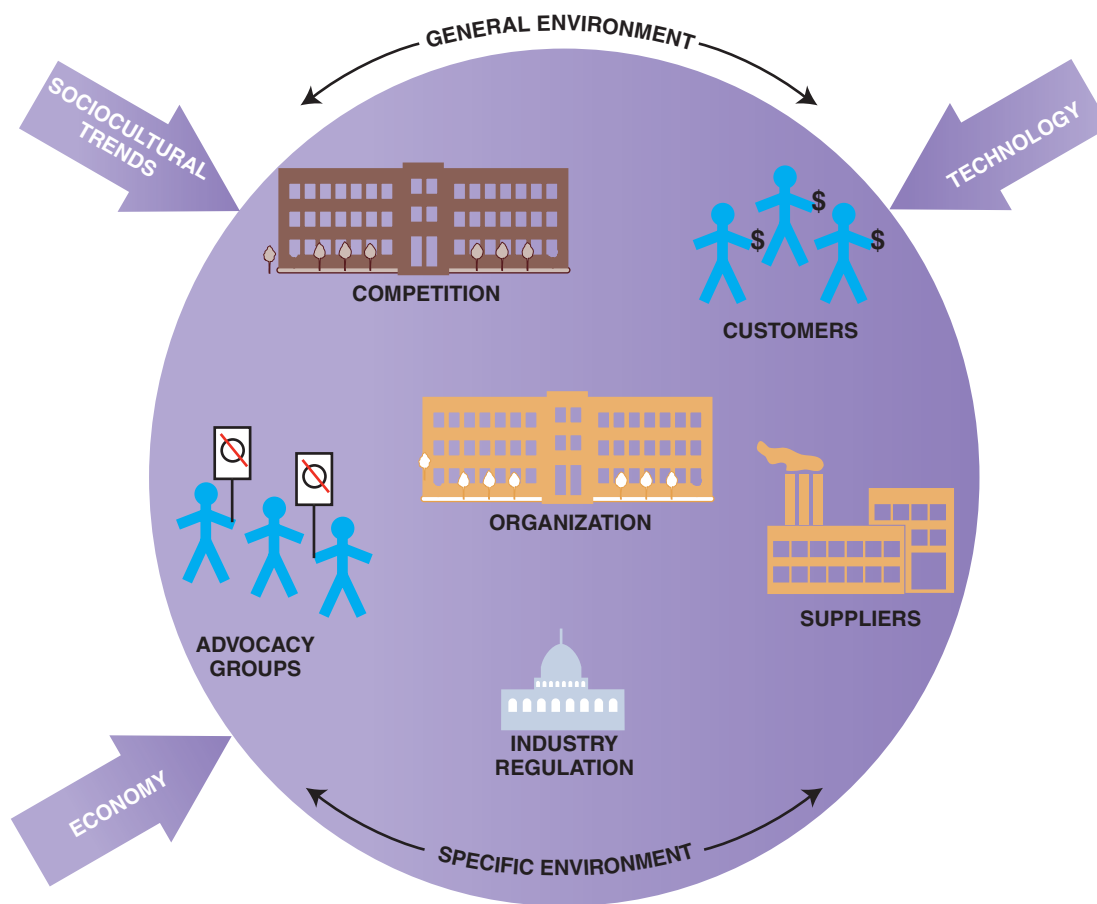 GENERAL ENVIRONMENT
SOCIOCULTURAL
TRENDS
TECHNOLOGY
$
$
$
COMPETITION
CUSTOMERS
ORGANIZATION
SUPPLIERS
ADVOCACY
GROUPS
INDUSTRY
REGULATION
ECONOMY
SPECIFIC ENVIRONMENT